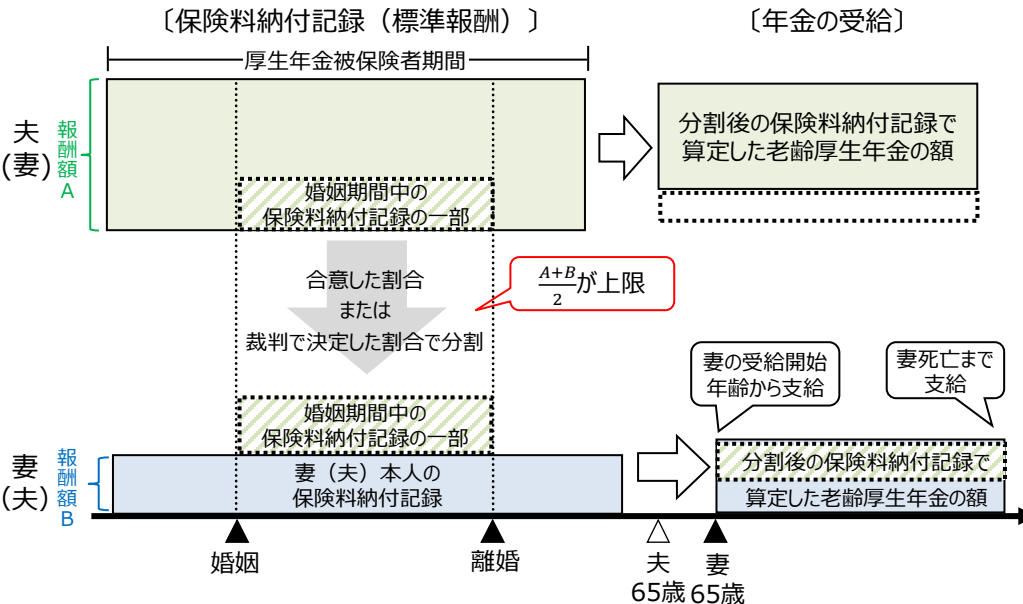 〔保険料納付記録（標準報酬）〕
〔年金の受給〕
厚生年金被保険者期間
夫
(妻)
報酬額A
分割後の保険料納付記録で
算定した老齢厚生年金の額
婚姻期間中の
保険料納付記録の一部
合意した割合
または
裁判で決定した割合で分割
A+B
2
が上限
妻の受給開始
年齢から支給
妻死亡まで
支給
婚姻期間中の
保険料納付記録の一部
妻
(夫)
報酬額B
妻（夫）本人の
保険料納付記録
分割後の保険料納付記録で
算定した老齢厚生年金の額
婚姻
離婚
夫
65歳
妻
65歳